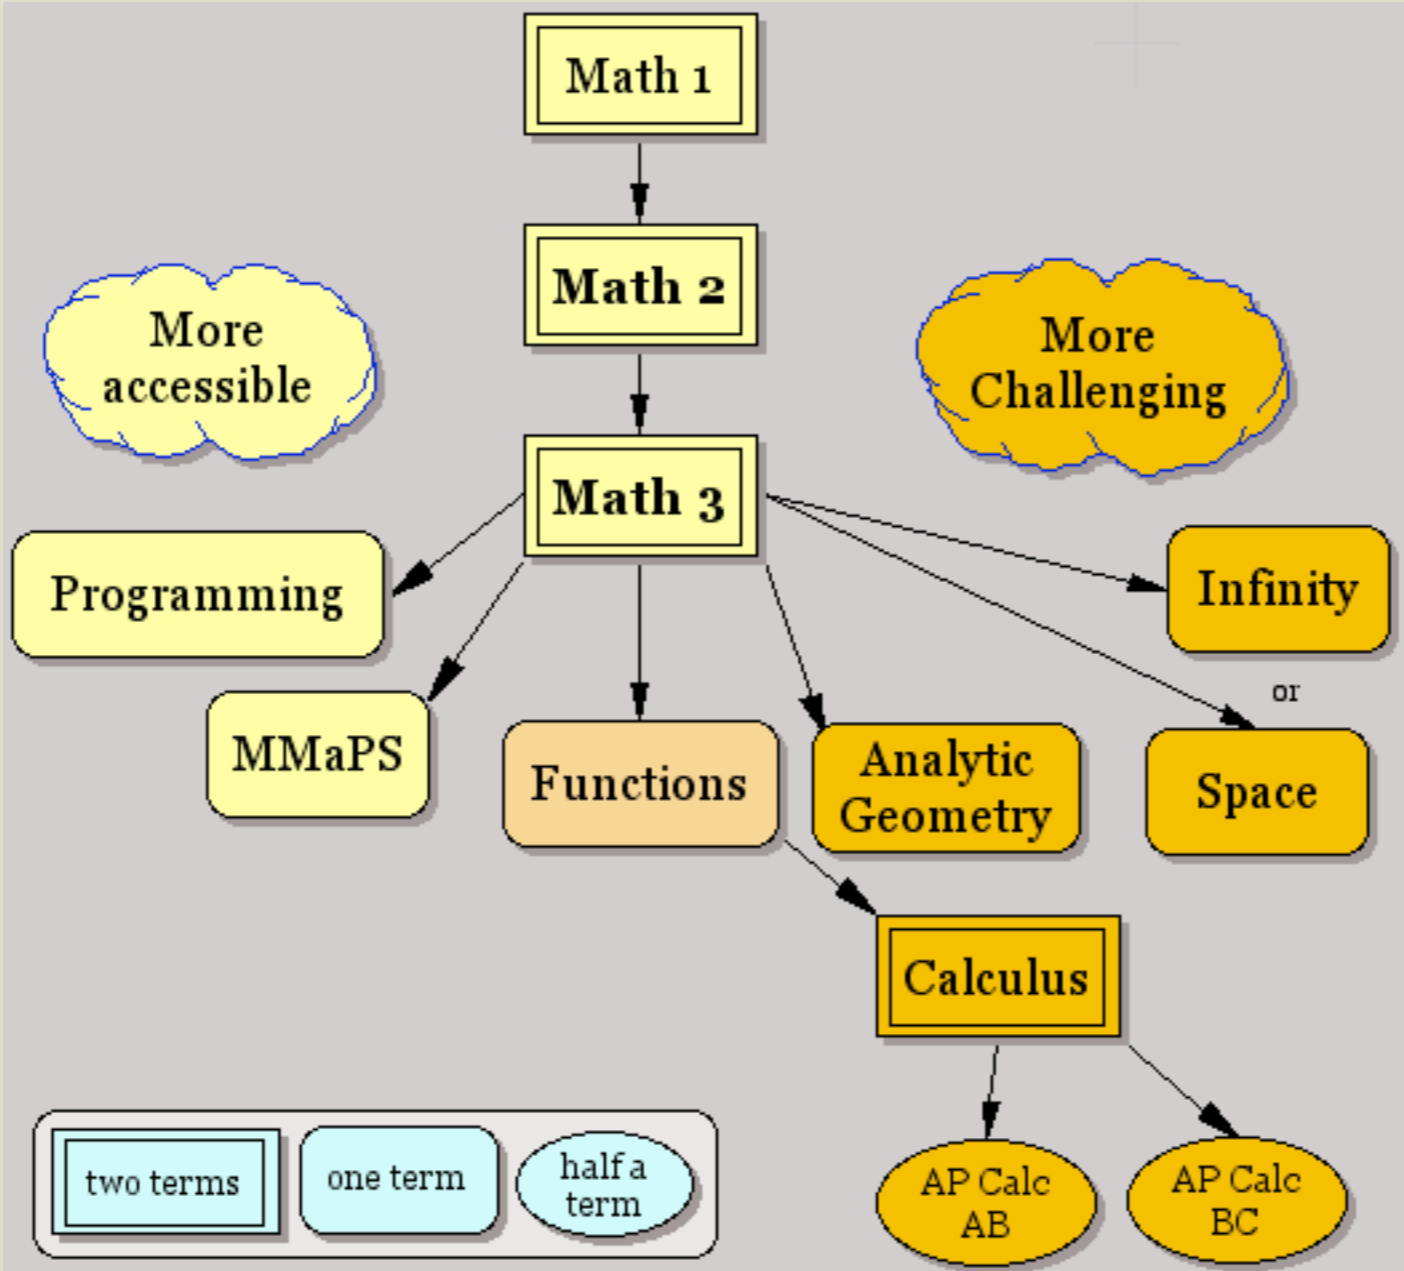 Math 1
Math 2
More
accessible
More
Challenging
Math 3
Programming
Infinity
or
MMaPS
Functions
Analytic
Geometry
Space
Calculus
two terms
one term
half a
term
AP Calc
AB
AP Calc
BC